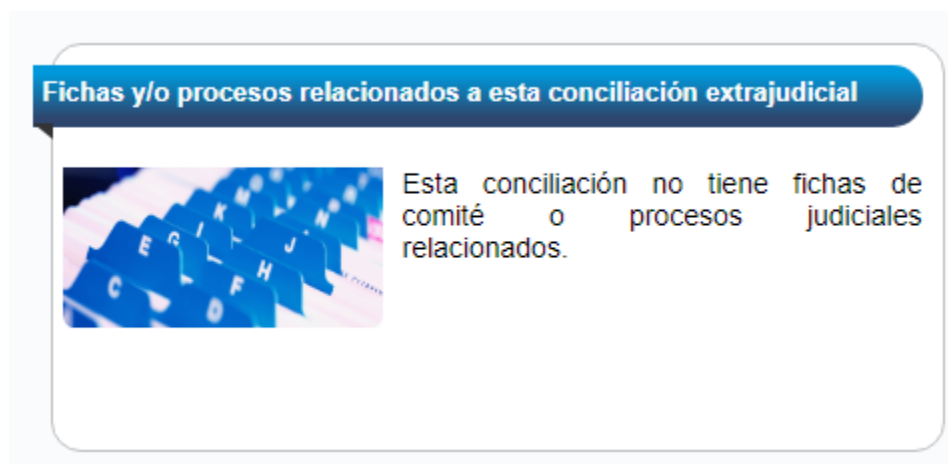 Fichas y/o procesos relacionados a esta conciliación extrajudicial
Esta conciliación no tiene fichas de
comité o procesos judiciales
relacionados.
M
K
N
I
G
J
E
H
F
C
D